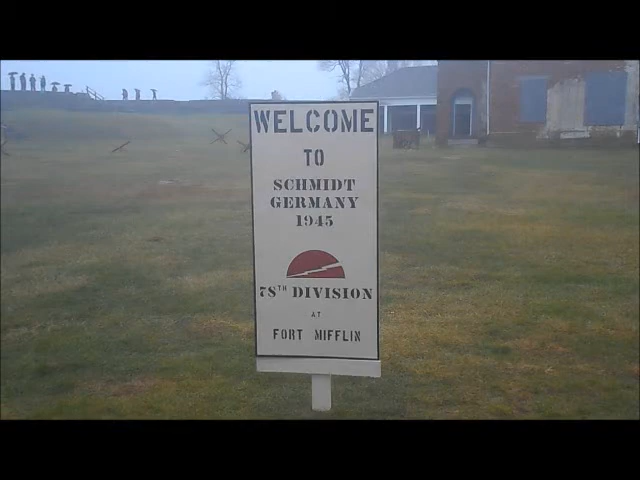 WELCOME
TO
SCHMIDT
GERMANY
1945
78TH DIVISION
AT
FORT MIFFLIN